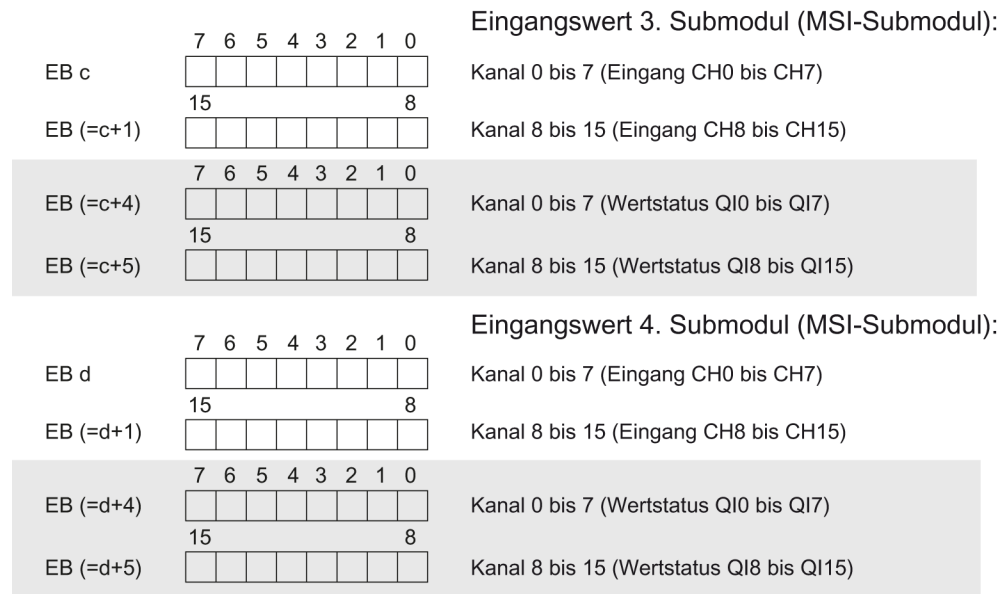 Eingangswert 3. Submodul (MSI-Submodul):
7 6 5 4 3 2 1 0
EB c Kanal 0 bis 7 (Eingang CH0 bis CH7)
15 8
EB (=c+1) Kanal 8 bis 15 (Eingang CH8 bis CH15)
7 6 5 4 3 2 1 0
EB (=c+4) Kanal 0 bis 7 (Wertstatus QI0 bis QI7)
15 8
EB (=c+5) Kanal 8 bis 15 (Wertstatus QI8 bis QI15)
Eingangswert 4. Submodul (MSI-Submodul):
7 6 5 4 3 2 1 0
EB d Kanal 0 bis 7 (Eingang CH0 bis CH7)
15 8
EB (=d+1) Kanal 8 bis 15 (Eingang CH8 bis CH15)
7 6 5 4 3 2 1 0
EB (=d+4) Kanal 0 bis 7 (Wertstatus QI0 bis QI7)
15 8
EB (=d+5) Kanal 8 bis 15 (Wertstatus QI8 bis QI15)